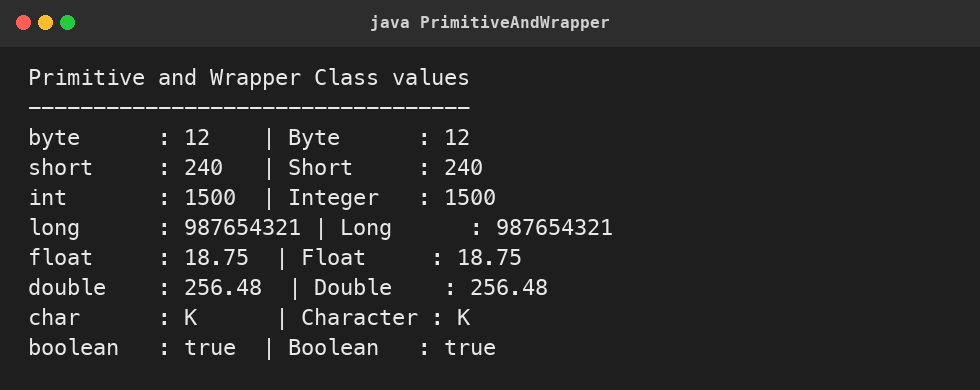 java PrimitiveAndWrapper
Primitive and Wrapper Class values
----------------------------------
byte      : 12    | Byte      : 12
short     : 240   | Short     : 240
int       : 1500  | Integer   : 1500
long      : 987654321 | Long      : 987654321
float     : 18.75  | Float     : 18.75
double    : 256.48  | Double    : 256.48
char      : K      | Character : K
boolean   : true  | Boolean   : true